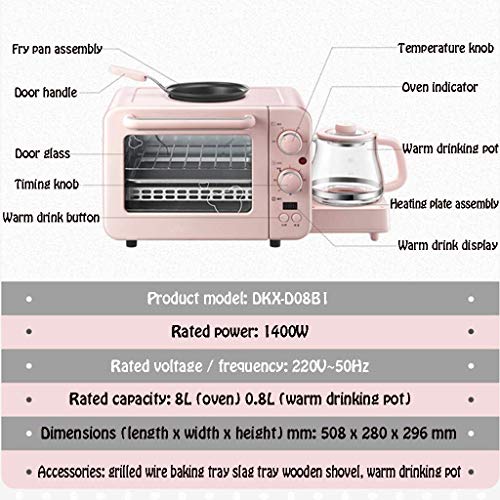 Fry pan assembly
Door handle
Door glass
Timing knob
Warm drink button
Temperature knob
Oven indicator
Warm drinking pot
Heating plate assembly
Warm drink display
Product model: DKX-D08B1
Rated power: 1400W
Rated voltage / frequency: 220V~50Hz
Rated capacity: 8L (oven) 0.8L (warm drinking pot)
Dimensions (length x width x height) mm: 508 x 280 x 296 mm
Accessories: grilled wire baking tray slag tray wooden shovel, warm drinking pot